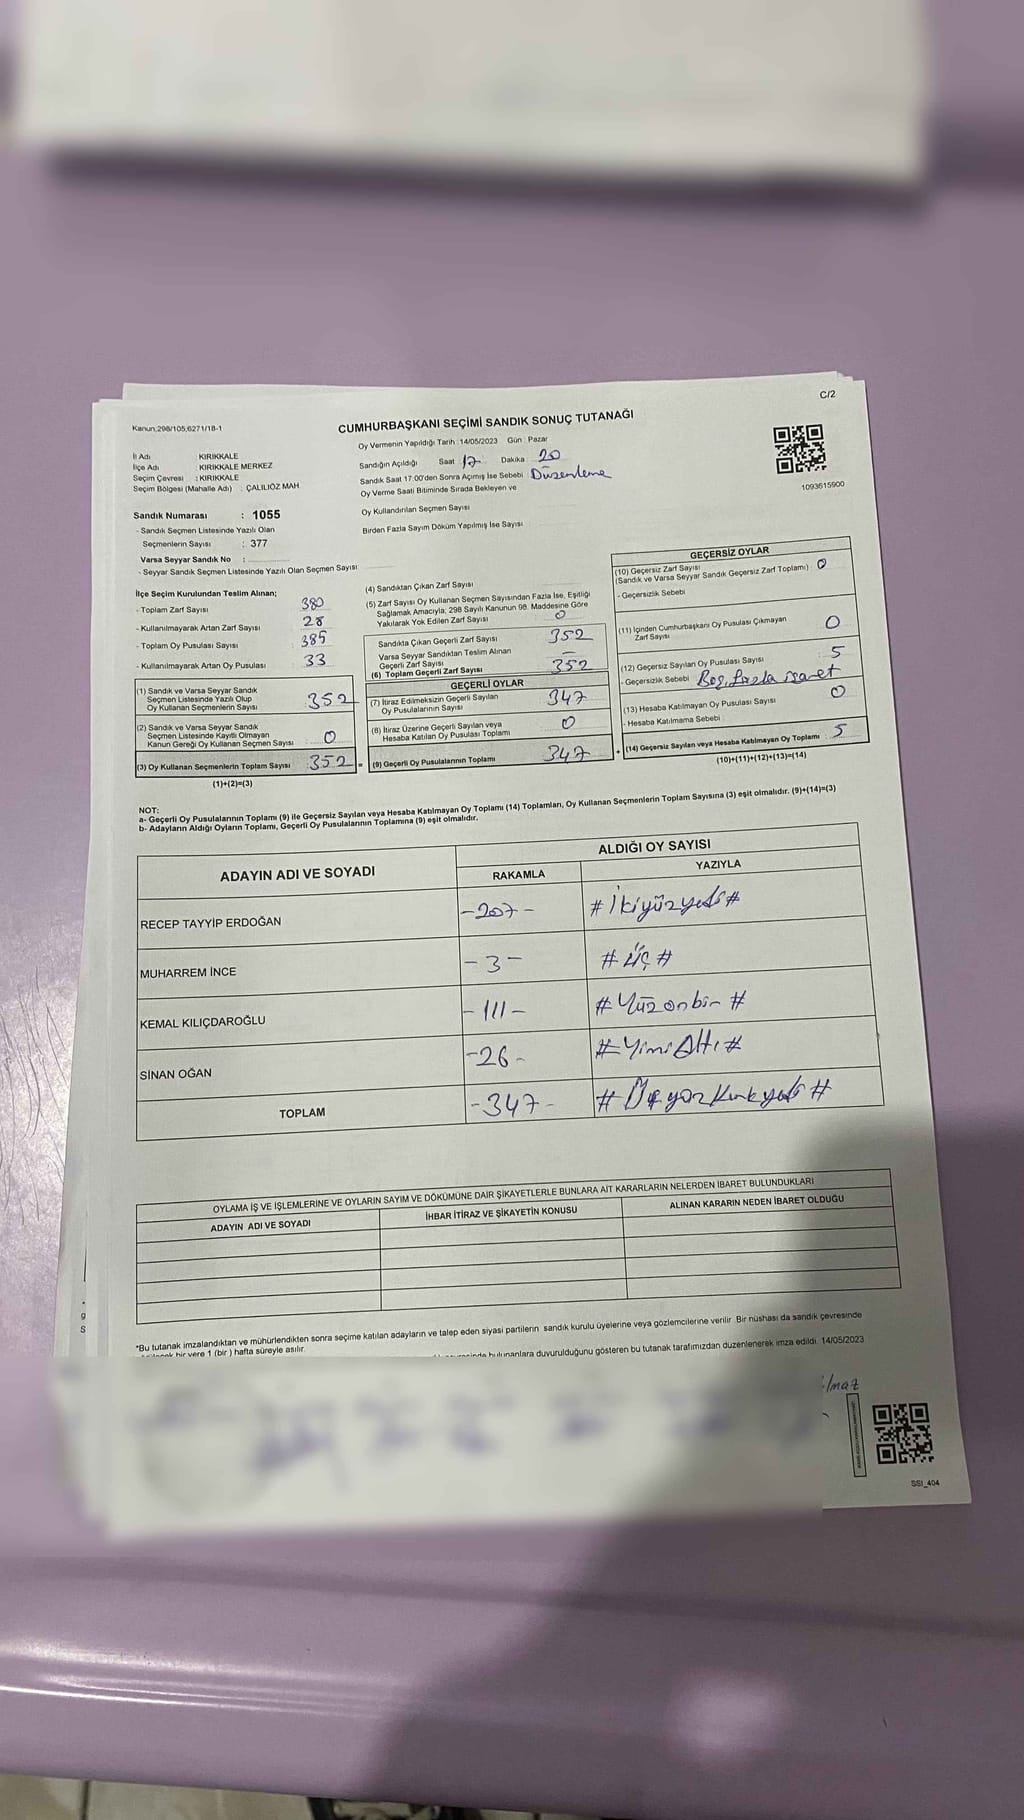 C/2
Kanun;298/105;6271/18-1
CUMHURBAŞKANI SEÇİMİ SANDIK SONUÇ TUTANAĞI
Oy Vermenin Yapıldığı Tarih :14/05/2023 Gün : Pazar
İl Adı : KIRIKKALE
İlçe Adı : KIRIKKALE MERKEZ
Seçim Çevresi : KIRIKKALE
Seçim Bölgesi (Mahalle Adı) : ÇALILIÖZ MAH.
Sandığın Açıldığı Saat 17 Dakika 20
Sandık Saat 17:00'den Sonra Açımış İse Sebebi Düzenleme
Oy Verme Saati Bitiminde Sırada Bekleyen ve
Oy Kullandırılan Seçmen Sayısı
Birden Fazla Sayım Döküm Yapılmış İse Sayısı
1093615900
Sandık Numarası : 1055
- Sandık Seçmen Listesinde Yazılı Olan
Seçmenlerin Sayısı : 377
Varsa Seyyar Sandık No :
- Seyyar Sandık Seçmen Listesinde Yazılı Olan Seçmen Sayısı:
İlçe Seçim Kurulundan Teslim Alınan;
- Toplam Zarf Sayısı 380
- Kullanılmayarak Artan Zarf Sayısı 28
- Toplam Oy Pusulası Sayısı 385
- Kullanılmayarak Artan Oy Pusulası 33
(1) Sandık ve Varsa Seyyar Sandık
Seçmen Listesinde Yazılı Olup
Oy Kullanan Seçmenlerin Sayısı 352
(2) Sandık ve Varsa Seyyar Sandık
Seçmen Listesinde Kayıtlı Olmayan
Kanun Gereği Oy Kullanan Seçmen Sayısı 0
(3) Oy Kullanan Seçmenlerin Toplam Sayısı 352 =
(1)+(2)=(3)
(4) Sandıktan Çıkan Zarf Sayısı
(5) Zarf Sayısı Oy Kullanan Seçmen Sayısından Fazla İse, Eşitliği
Sağlamak Amacıyla; 298 Sayılı Kanunun 98. Maddesine Göre
Yakılarak Yok Edilen Zarf Sayısı 0
Sandıkta Çıkan Geçerli Zarf Sayısı 352
Varsa Seyyar Sandıktan Teslim Alınan
Geçerli Zarf Sayısı —
(6) Toplam Geçerli Zarf Sayısı 352
GEÇERLİ OYLAR
(7) İtiraz Edilmeksizin Geçerli Sayılan
Oy Pusulalarının Sayısı 347
(8) İtiraz Üzerine Geçerli Sayılan veya
Hesaba Katılan Oy Pusulası Toplamı 0
(9) Geçerli Oy Pusulalarının Toplamı 347 +
GEÇERSİZ OYLAR
(10) Geçersiz Zarf Sayısı
(Sandık ve Varsa Seyyar Sandık Geçersiz Zarf Toplamı) 0
- Geçersizlik Sebebi
(11) İçinden Cumhurbaşkanı Oy Pusulası Çıkmayan
Zarf Sayısı 0
(12) Geçersiz Sayılan Oy Pusulası Sayısı 5
- Geçersizlik Sebebi Boş, fazla işaret
(13) Hesaba Katılmayan Oy Pusulası Sayısı 0
- Hesaba Katılmama Sebebi :
(14) Geçersiz Sayılan veya Hesaba Katılmayan Oy Toplamı 5
(10)+(11)+(12)+(13)=(14)
NOT:
a- Geçerli Oy Pusulalarının Toplamı (9) ile Geçersiz Sayılan veya Hesaba Katılmayan Oy Toplamı (14) Toplamları, Oy Kullanan Seçmenlerin Toplam Sayısına (3) eşit olmalıdır. (9)+(14)=(3)
b- Adayların Aldığı Oyların Toplamı, Geçerli Oy Pusulalarının Toplamına (9) eşit olmalıdır.
ADAYIN ADI VE SOYADI ALDIĞI OY SAYISI
RAKAMLA YAZIYLA
RECEP TAYYİP ERDOĞAN -207- # İkiyüzyedi #
MUHARREM İNCE -3- # Üç #
KEMAL KILIÇDAROĞLU -111- # Yüzonbir #
SİNAN OĞAN -26- # Yimi Altı #
TOPLAM -347- # Üçyüz Kırkyedi #
OYLAMA İŞ VE İŞLEMLERİNE VE OYLARIN SAYIM VE DÖKÜMÜNE DAİR ŞİKAYETLERLE BUNLARA AİT KARARLARIN NELERDEN İBARET BULUNDUKLARI
ADAYIN ADI VE SOYADI İHBAR İTİRAZ VE ŞİKAYETİN KONUSU ALINAN KARARIN NEDEN İBARET OLDUĞU
*Bu tutanak imzalandıktan ve mühürlendikten sonra seçime katılan adayların ve talep eden siyasi partilerin sandık kurulu üyelerine veya gözlemcilerine verilir. Bir nüshası da sandık çevresinde
bir yere 1 (bir) hafta süreyle asılır.
bulunanlara duyurulduğunu gösteren bu tutanak tarafımızdan düzenlenerek imza edildi. 14/05/2023
lmaz
SSI_404